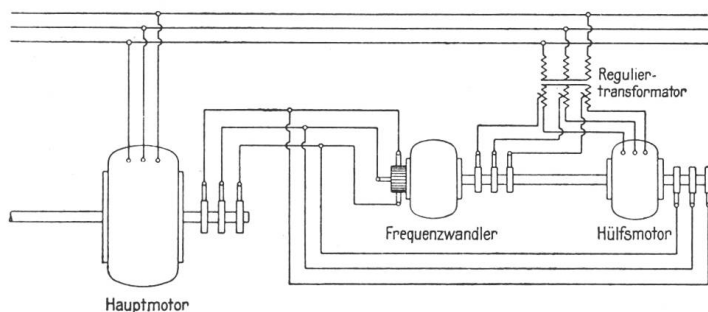 Regulier-
transformator
Frequenzwandler
Hülfsmotor
Hauptmotor